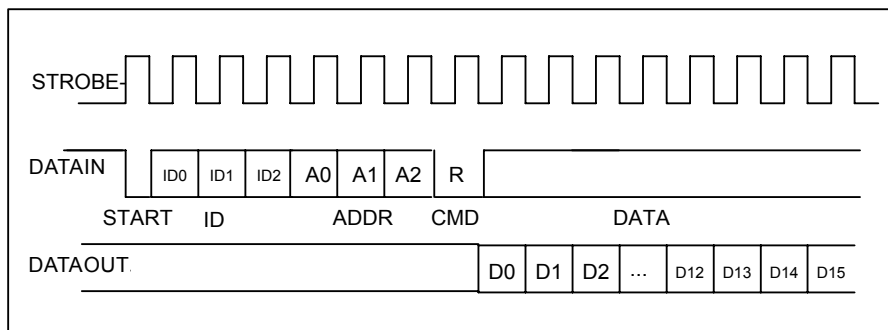 STROBE
DATAIN ID0 ID1 ID2 A0 A1 A2 R
START ID ADDR CMD DATA
DATAOUT D0 D1 D2 ... D12 D13 D14 D15